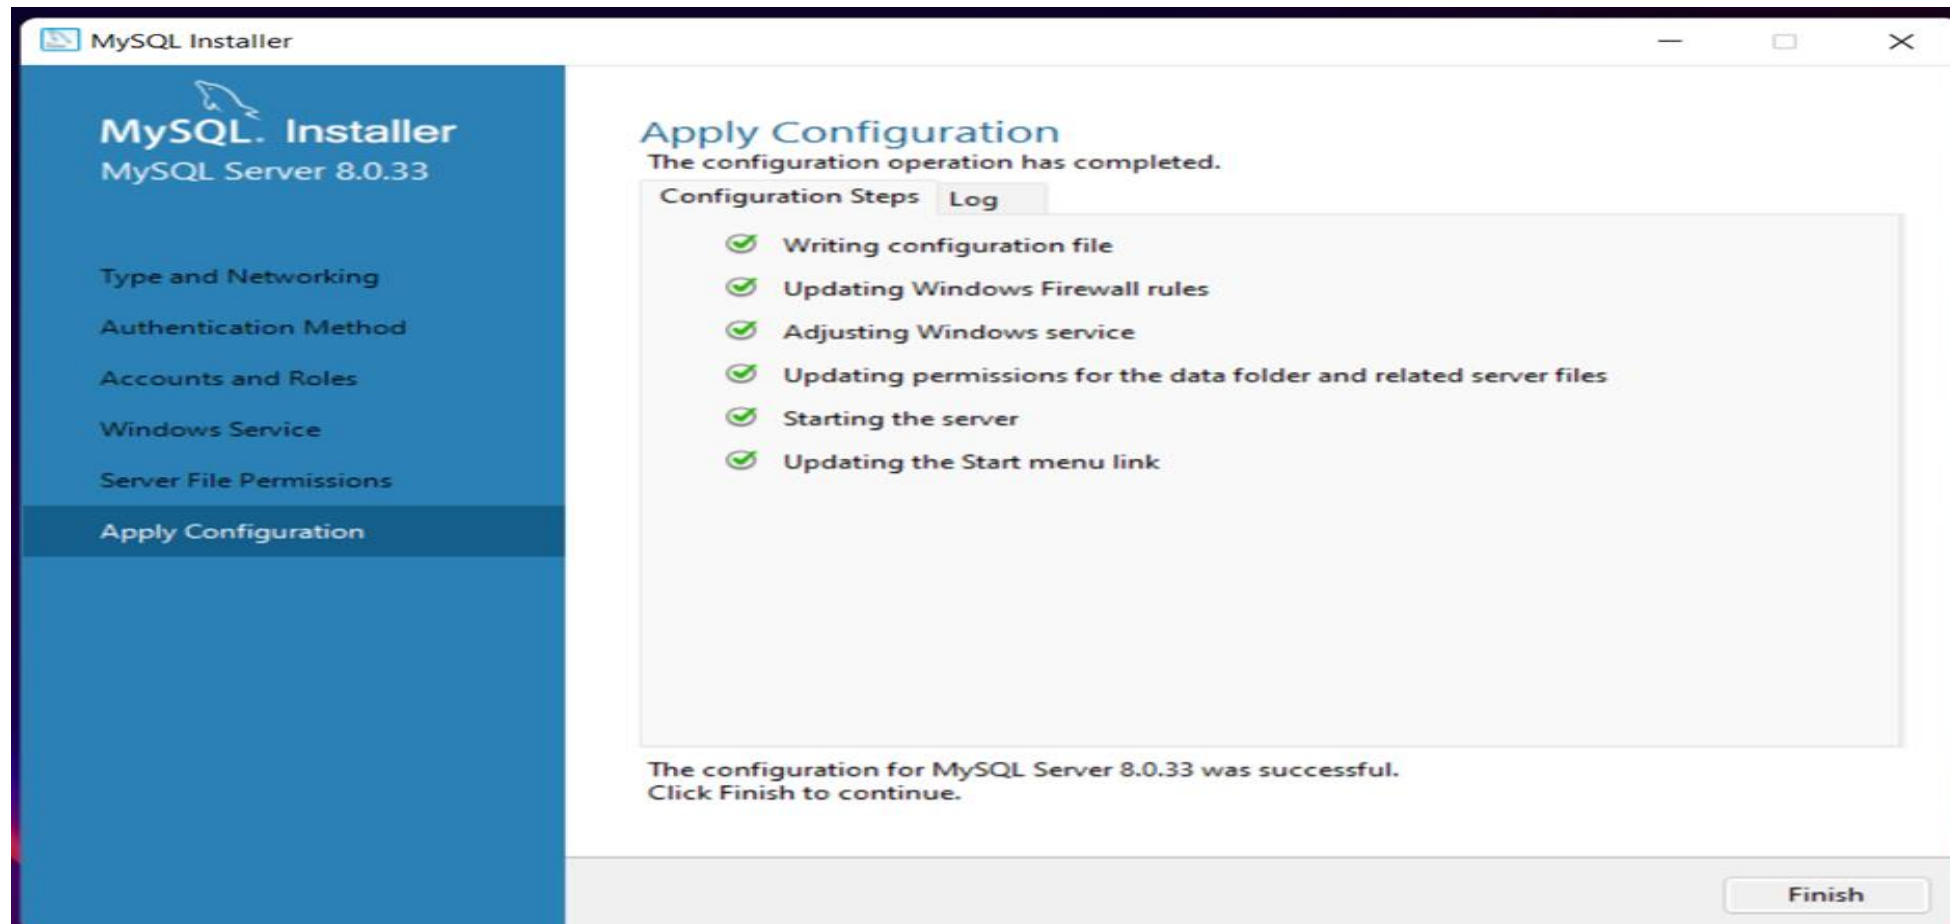 MySQL Installer
MySQL. Installer
MySQL Server 8.0.33
Type and Networking
Authentication Method
Accounts and Roles
Windows Service
Server File Permissions
Apply Configuration
Apply Configuration
The configuration operation has completed.
Configuration Steps Log
Writing configuration file
Updating Windows Firewall rules
Adjusting Windows service
Updating permissions for the data folder and related server files
Starting the server
Updating the Start menu link
The configuration for MySQL Server 8.0.33 was successful.
Click Finish to continue.
Finish